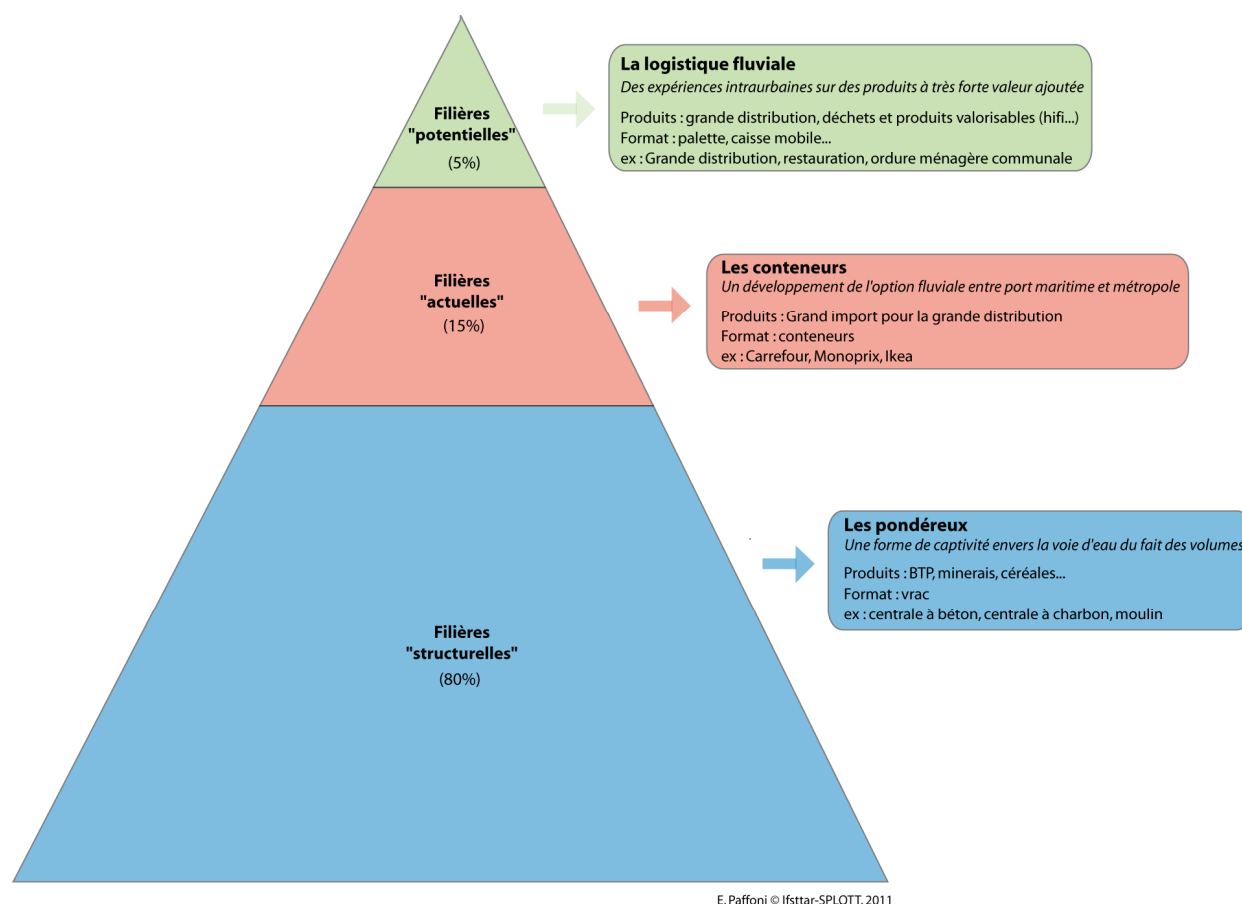 Filières
"potentielles"
(5%)
La logistique fluviale
Des expériences intraurbaines sur des produits à très forte valeur ajoutée
Produits : grande distribution, déchets et produits valorisables (hifi...)
Format : palette, caisse mobile...
ex : Grande distribution, restauration, ordure ménagère communale
Filières
"actuelles"
(15%)
Les conteneurs
Un développement de l'option fluviale entre port maritime et métropole
Produits : Grand import pour la grande distribution
Format : conteneurs
ex : Carrefour, Monoprix, Ikea
Filières
"structurelles"
(80%)
Les pondéreux
Une forme de captivité envers la voie d'eau du fait des volumes
Produits : BTP, minerais, céréales...
Format : vrac
ex : centrale à béton, centrale à charbon, moulin
E. Paffoni © Ifsttar-SPLOTT, 2011